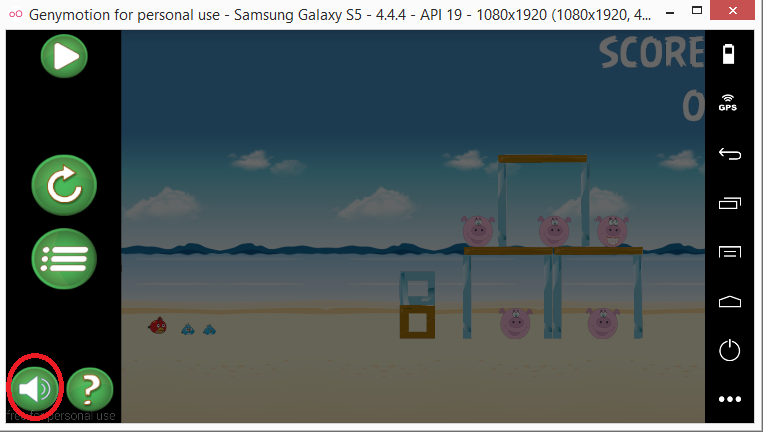 Genymotion for personal use - Samsung Galaxy S5 - 4.4.4 - API 19 - 1080x1920 (1080x1920, 4...
SCORE
0
GPS
?
free for personal use